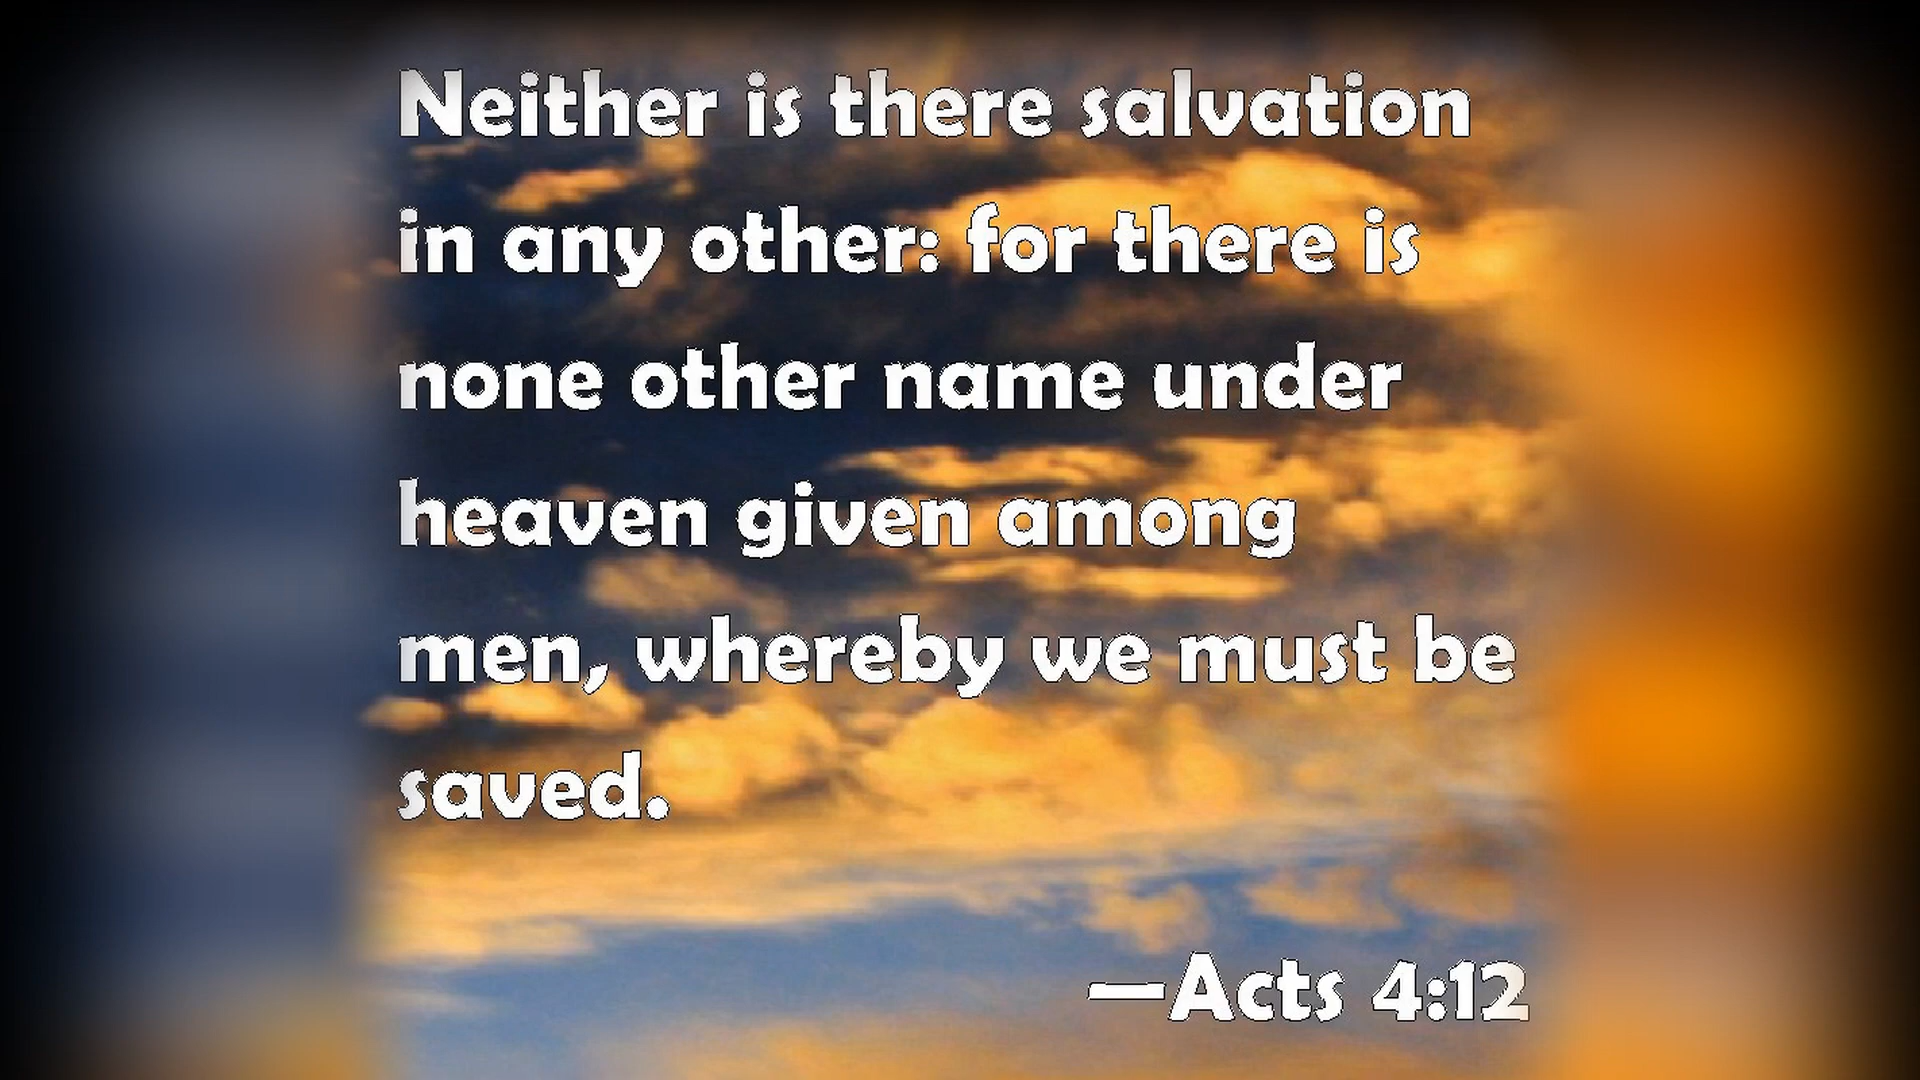 Neither is there salvation
in any other: for there is
none other name under
heaven given among
men, whereby we must be
saved.
—Acts 4:12